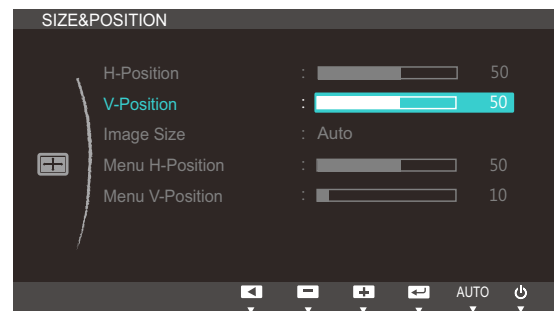 SIZE&POSITION
H-Position : 50
V-Position : 50
Image Size : Auto
Menu H-Position : 50
Menu V-Position : 10
AUTO